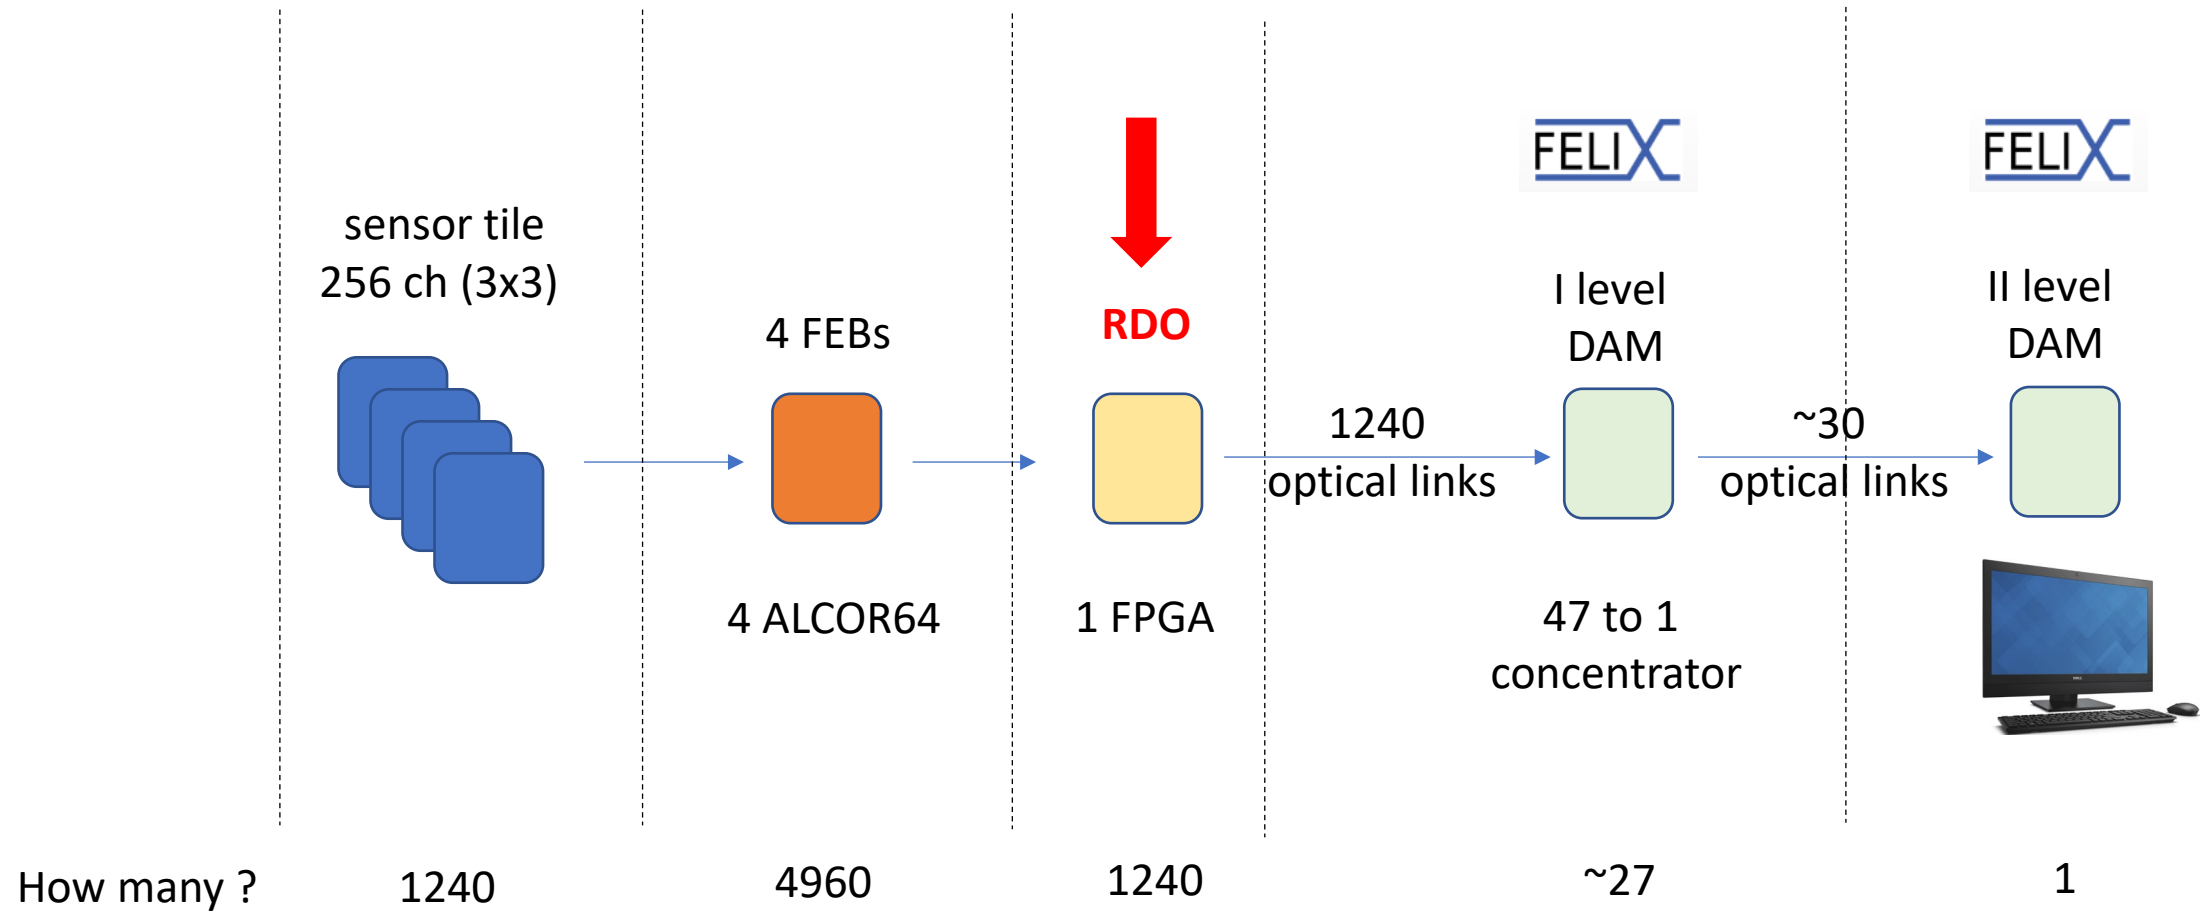 sensor tile
256 ch (3x3)
4 FEBs
4 ALCOR64
RDO
1 FPGA
1240
optical links
FELIX
I level
DAM
47 to 1
concentrator
~30
optical links
FELIX
II level
DAM
How many ?
1240
4960
1240
~27
1